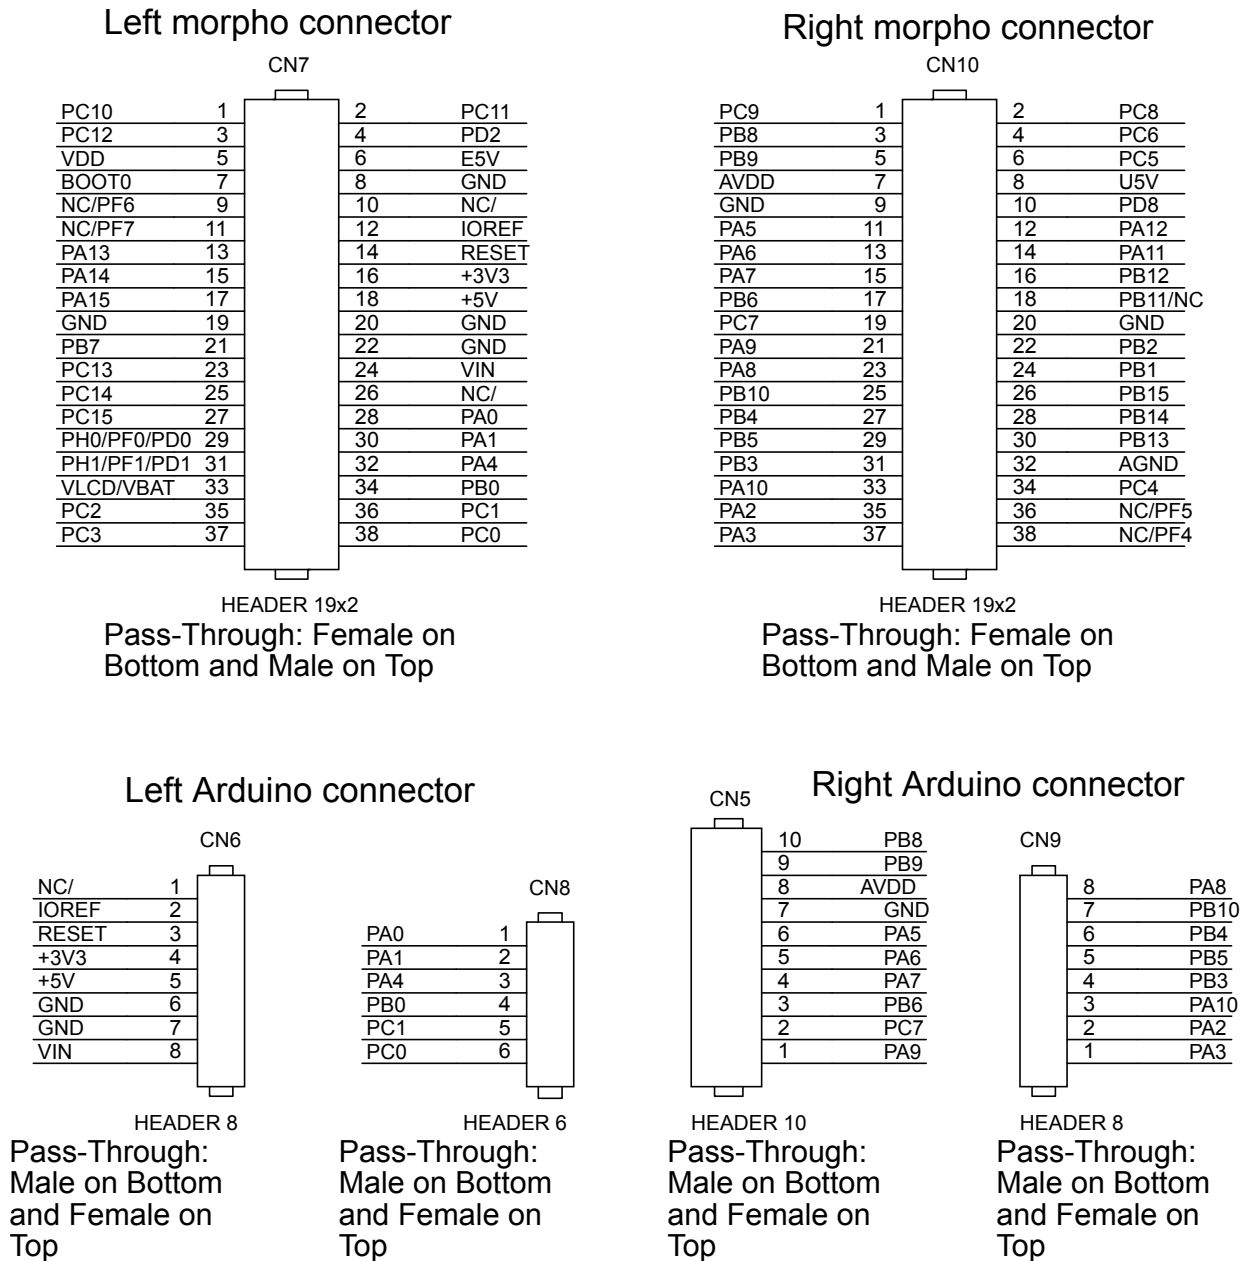 Left morpho connector
CN7
PC10 1 2 PC11
PC12 3 4 PD2
VDD 5 6 E5V
BOOT0 7 8 GND
NC/PF6 9 10 NC/
NC/PF7 11 12 IOREF
PA13 13 14 RESET
PA14 15 16 +3V3
PA15 17 18 +5V
GND 19 20 GND
PB7 21 22 GND
PC13 23 24 VIN
PC14 25 26 NC/
PC15 27 28 PA0
PH0/PF0/PD0 29 30 PA1
PH1/PF1/PD1 31 32 PA4
VLCD/VBAT 33 34 PB0
PC2 35 36 PC1
PC3 37 38 PC0
HEADER 19x2
Pass-Through: Female on
Bottom and Male on Top
Right morpho connector
CN10
PC9 1 2 PC8
PB8 3 4 PC6
PB9 5 6 PC5
AVDD 7 8 U5V
GND 9 10 PD8
PA5 11 12 PA12
PA6 13 14 PA11
PA7 15 16 PB12
PB6 17 18 PB11/NC
PC7 19 20 GND
PA9 21 22 PB2
PA8 23 24 PB1
PB10 25 26 PB15
PB4 27 28 PB14
PB5 29 30 PB13
PB3 31 32 AGND
PA10 33 34 PC4
PA2 35 36 NC/PF5
PA3 37 38 NC/PF4
HEADER 19x2
Pass-Through: Female on
Bottom and Male on Top
Left Arduino connector
CN6
NC/ 1
IOREF 2
RESET 3
+3V3 4
+5V 5
GND 6
GND 7
VIN 8
HEADER 8
Pass-Through:
Male on Bottom
and Female on
Top
CN8
PA0 1
PA1 2
PA4 3
PB0 4
PC1 5
PC0 6
HEADER 6
Pass-Through:
Male on Bottom
and Female on
Top
Right Arduino connector
CN5
10 PB8
9 PB9
8 AVDD
7 GND
6 PA5
5 PA6
4 PA7
3 PB6
2 PC7
1 PA9
HEADER 10
Pass-Through:
Male on Bottom
and Female on
Top
CN9
8 PA8
7 PB10
6 PB4
5 PB5
4 PB3
3 PA10
2 PA2
1 PA3
HEADER 8
Pass-Through:
Male on Bottom
and Female on
Top